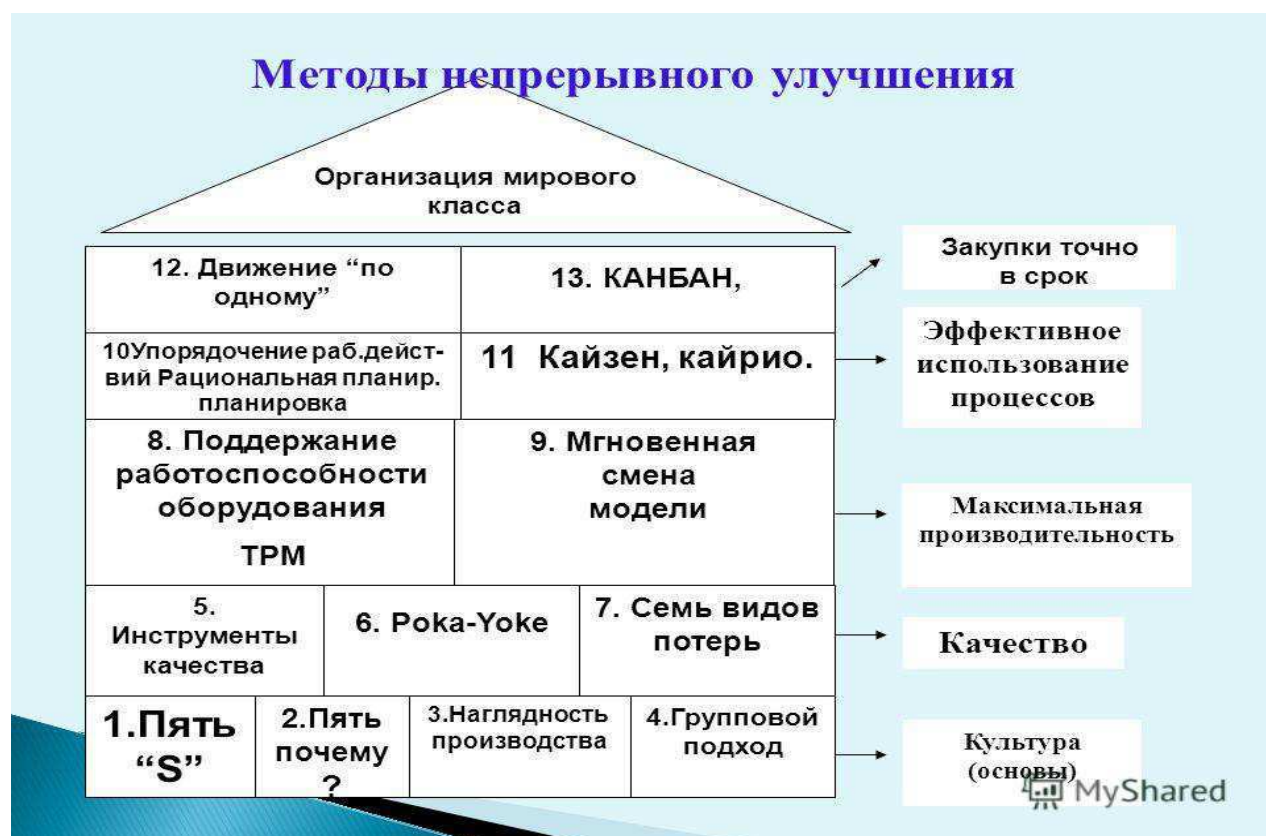 Методы непрерывного улучшения
Организация мирового
класса
12. Движение “по
одному”
13. КАНБАН,
Закупки точно
в срок
10Упорядочение раб.дейст-
вий Рациональная планир.
планировка
11 Кайзен, кайрио.
Эффективное
использование
процессов
8. Поддержание
работоспособности
оборудования
ТРМ
9. Мгновенная
смена
модели
Максимальная
производительность
5.
Инструменты
качества
6. Poka-Yoke
7. Семь видов
потерь
Качество
1.Пять
“S”
2.Пять
почему
?
3.Наглядность
производства
4.Групповой
подход
Культура
(основы)
MyShared